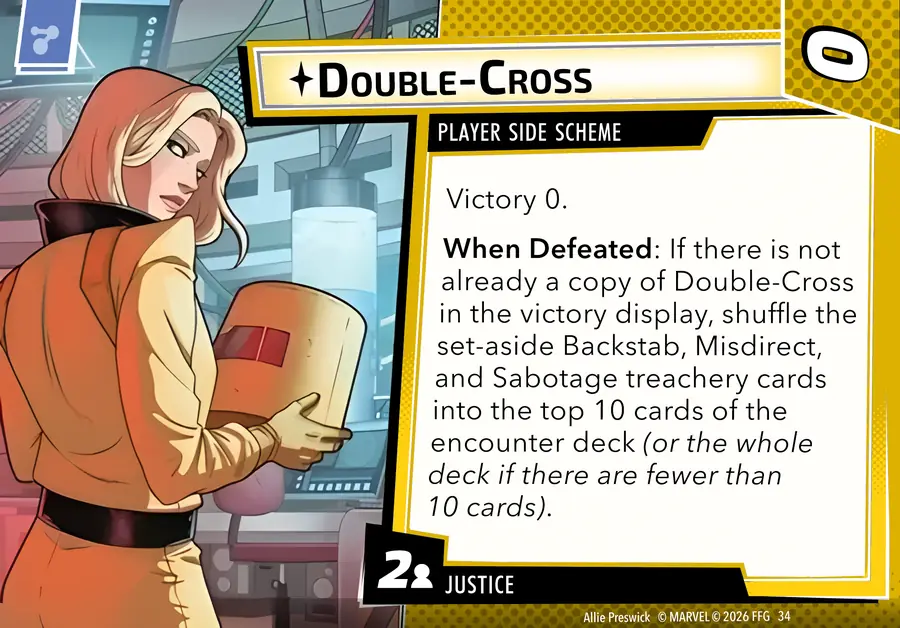 0
✦Double-Cross
PLAYER SIDE SCHEME
Victory 0.
When Defeated: If there is not
already a copy of Double-Cross
in the victory display, shuffle the
set-aside Backstab, Misdirect,
and Sabotage treachery cards
into the top 10 cards of the
encounter deck (or the whole
deck if there are fewer than
10 cards).
2
JUSTICE
Allie Preswick © MARVEL © 2026 FFG 34